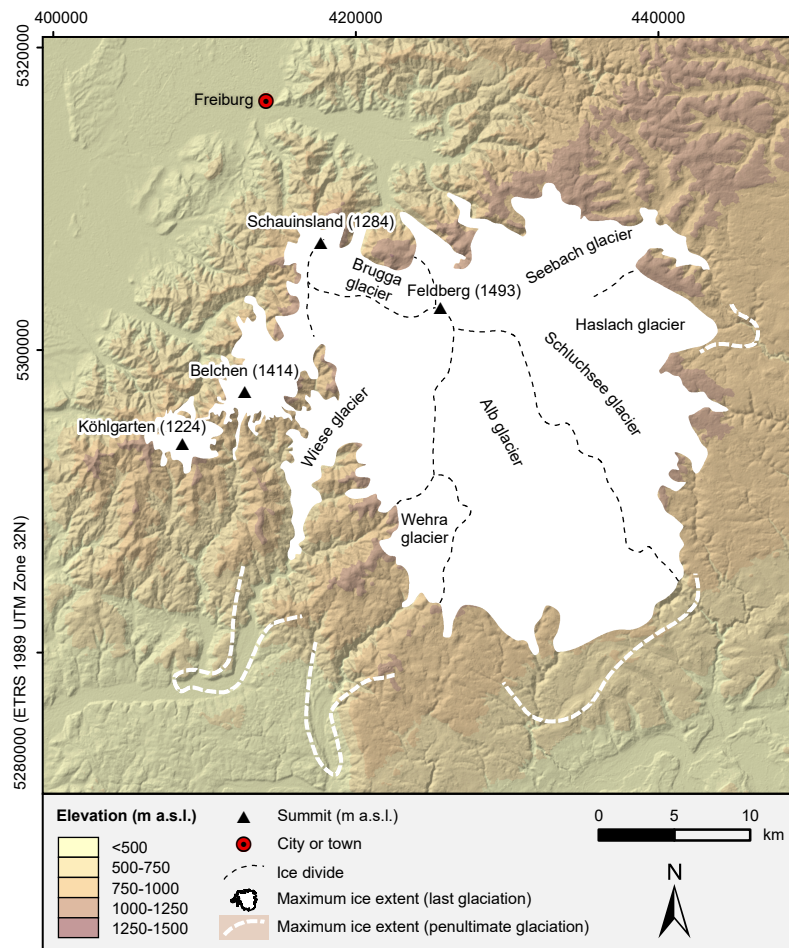 400000
420000
440000
5320000
5300000
5280000 (ETRS 1989 UTM Zone 32N)
Freiburg
Schauinsland (1284)
Brugga
glacier
Feldberg (1493)
Seebach glacier
Haslach glacier
Schluchsee glacier
Belchen (1414)
Köhlgarten (1224)
Wiese glacier
Alb glacier
Wehra
glacier
Elevation (m a.s.l.)
<500
500-750
750-1000
1000-1250
1250-1500
Summit (m a.s.l.)
City or town
Ice divide
Maximum ice extent (last glaciation)
Maximum ice extent (penultimate glaciation)
0 5 10
km
N